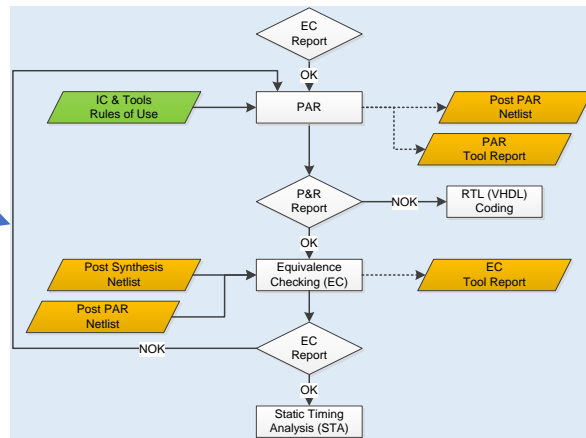 EC
Report
OK
IC & Tools
Rules of Use
PAR
Post PAR
Netlist
PAR
Tool Report
P&R
Report
NOK
RTL (VHDL)
Coding
OK
Post Synthesis
Netlist
Equivalence
Checking (EC)
EC
Tool Report
Post PAR
Netlist
NOK
EC
Report
OK
Static Timing
Analysis (STA)